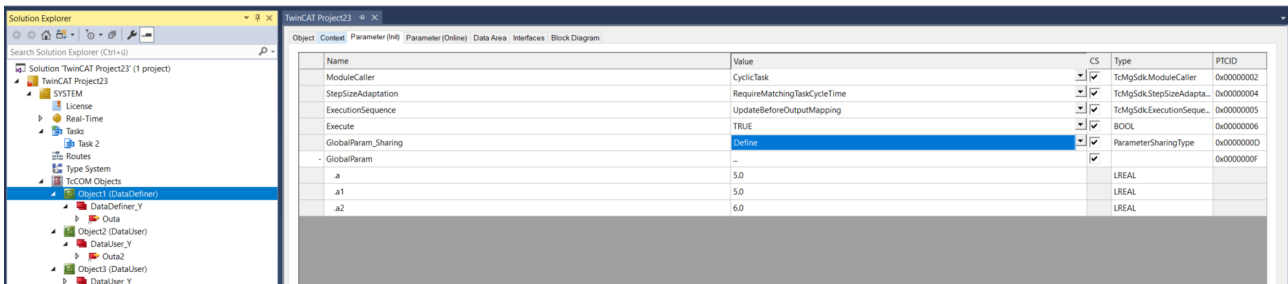 Solution Explorer
TwinCAT Project23
Search Solution Explorer (Ctrl+ü)
Solution 'TwinCAT Project23' (1 project)
TwinCAT Project23
SYSTEM
License
Real-Time
Tasks
Task 2
Routes
Type System
TcCOM Objects
Object1 (DataDefiner)
DataDefiner_Y
Outa
Object2 (DataUser)
DataUser_Y
Outa2
Object3 (DataUser)
DataUser_Y
Object Context Parameter (Init) Parameter (Online) Data Area Interfaces Block Diagram
Name Value CS Type PTCID
ModuleCaller CyclicTask TcMgSdk.ModuleCaller 0x00000002
StepSizeAdaptation RequireMatchingTaskCycleTime TcMgSdk.StepSizeAdapta... 0x00000004
ExecutionSequence UpdateBeforeOutputMapping TcMgSdk.ExecutionSeque... 0x00000005
Execute TRUE BOOL 0x00000006
GlobalParam_Sharing Define ParameterSharingType 0x0000000D
- GlobalParam ... 0x0000000F
.a 5.0 LREAL
.a1 5.0 LREAL
.a2 6.0 LREAL